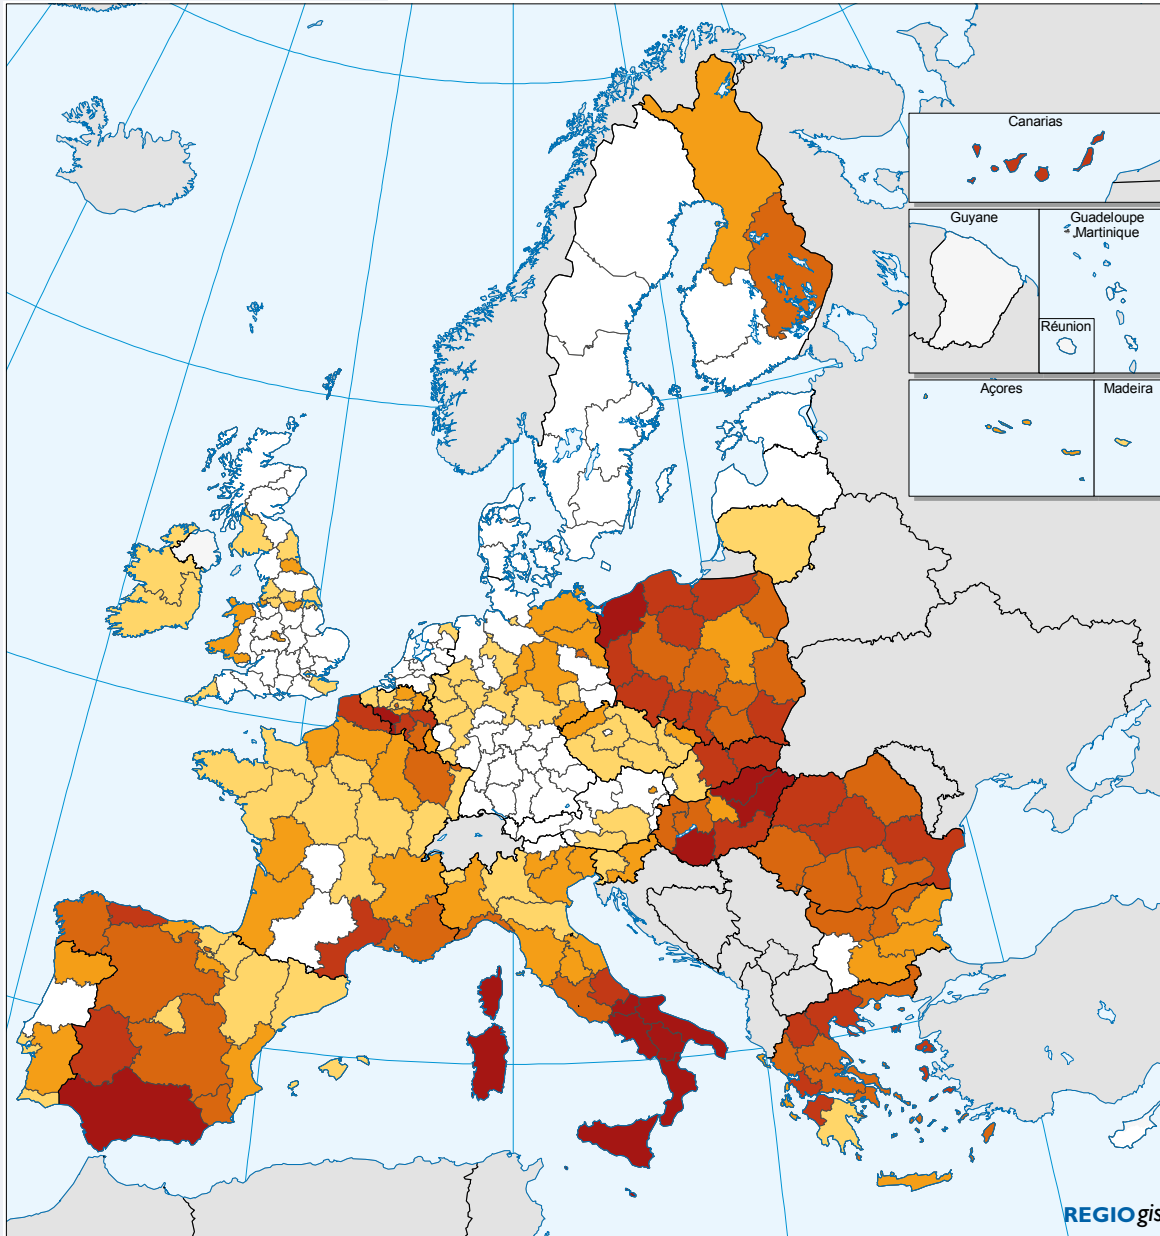 Canarias
Guyane
Guadeloupe
Martinique
Réunion
Açores
Madeira
REGIOgis